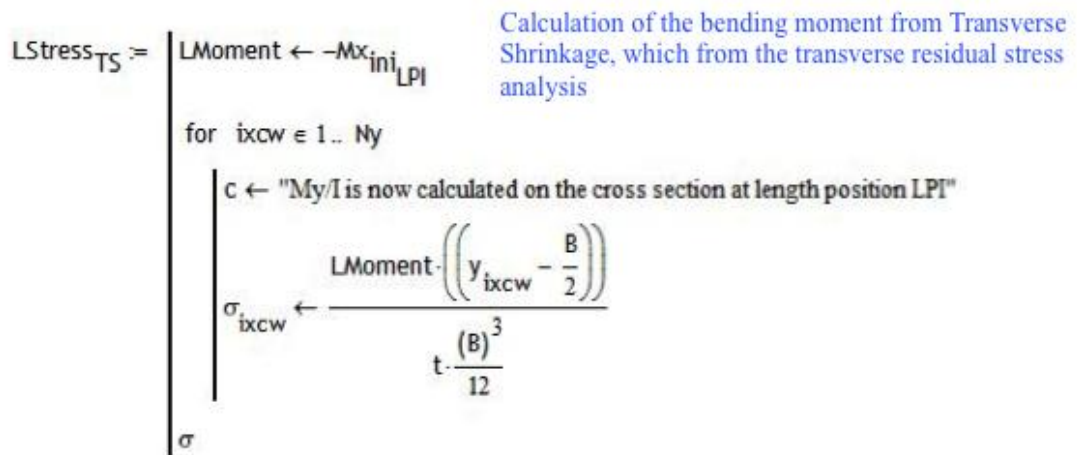 LStress_TS := LMoment ← −Mx_ini_LPI
Calculation of the bending moment from Transverse
Shrinkage, which from the transverse residual stress
analysis
for ixcw ∈ 1.. Ny
c ← "My/I is now calculated on the cross section at length position LPI"
σ_ixcw ← (LMoment·((y_ixcw − B/2)))/(t·(B)^3/12)
σ